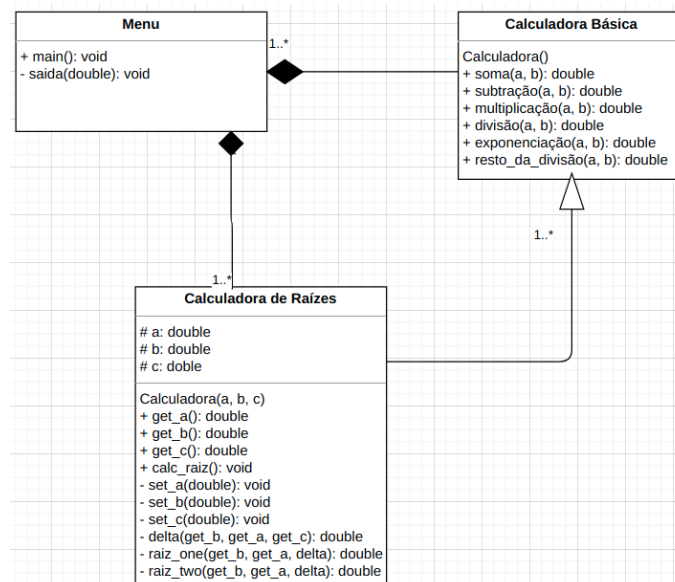 Menu
+ main(): void
- saida(double): void
1..*
Calculadora Básica
Calculadora()
+ soma(a, b): double
+ subtração(a, b): double
+ multiplicação(a, b): double
+ divisão(a, b): double
+ exponenciação(a, b): double
+ resto_da_divisão(a, b): double
1..*
1..*
Calculadora de Raízes
# a: double
# b: double
# c: doble
Calculadora(a, b, c)
+ get_a(): double
+ get_b(): double
+ get_c(): double
+ calc_raiz(): void
- set_a(double): void
- set_b(double): void
- set_c(double): void
- delta(get_b, get_a, get_c): double
- raiz_one(get_b, get_a, delta): double
- raiz_two(get_b, get_a, delta): double